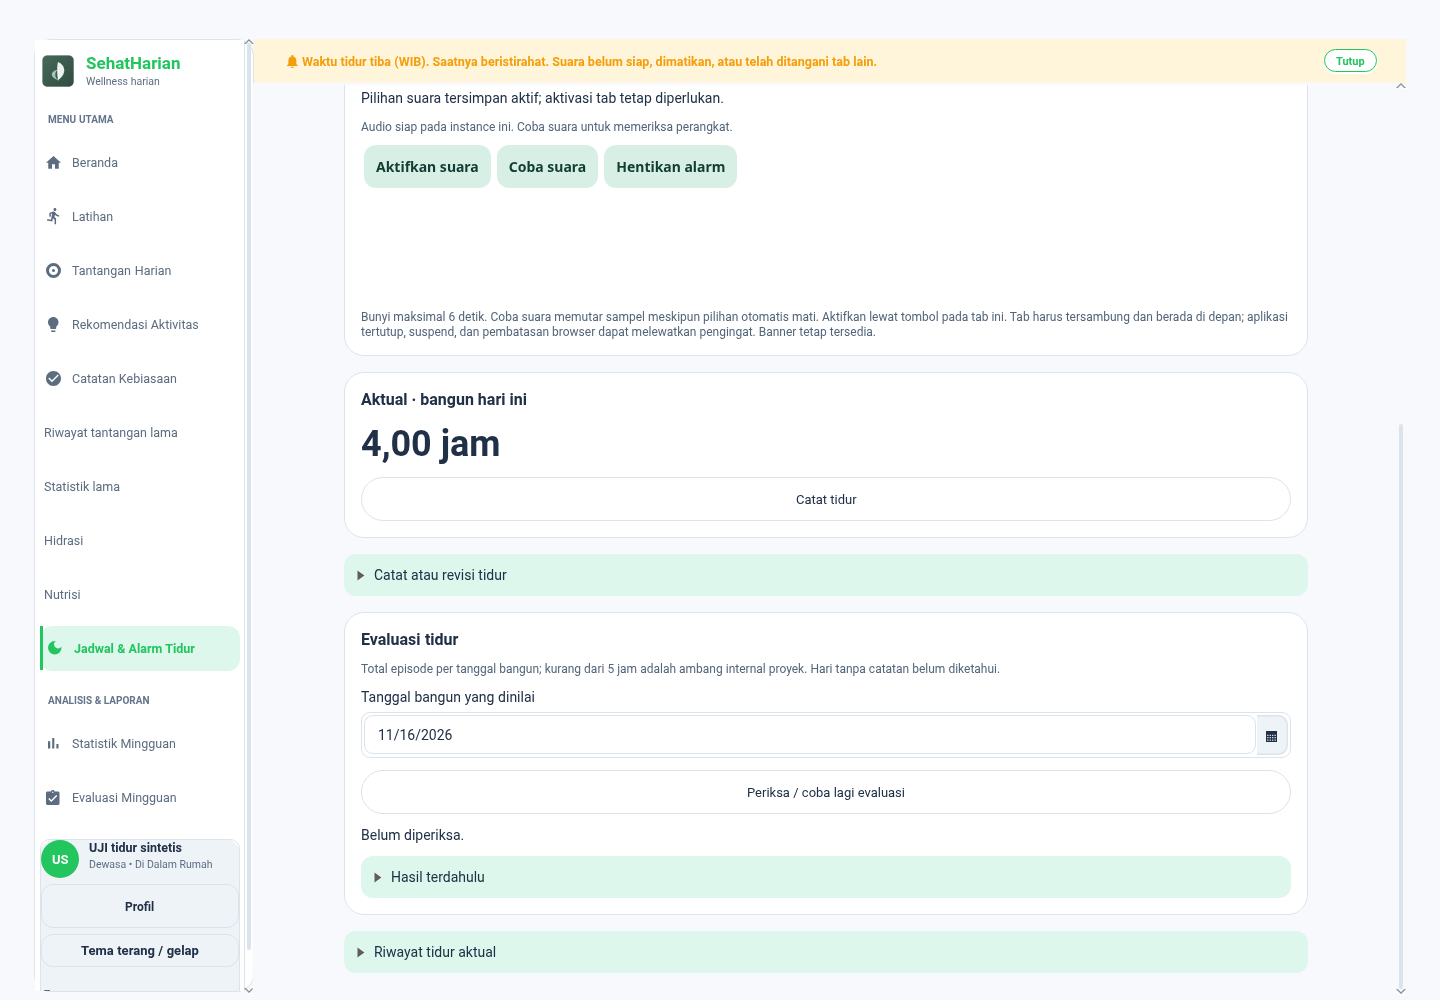 SehatHarian
Wellness harian
MENU UTAMA
Beranda
Latihan
Tantangan Harian
Rekomendasi Aktivitas
Catatan Kebiasaan
Riwayat tantangan lama
Statistik lama
Hidrasi
Nutrisi
Jadwal & Alarm Tidur
ANALISIS & LAPORAN
Statistik Mingguan
Evaluasi Mingguan
US
UJI tidur sintetis
Dewasa • Di Dalam Rumah
Profil
Tema terang / gelap
Waktu tidur tiba (WIB). Saatnya beristirahat. Suara belum siap, dimatikan, atau telah ditangani tab lain.
Tutup
Pilihan suara tersimpan aktif; aktivasi tab tetap diperlukan.
Audio siap pada instance ini. Coba suara untuk memeriksa perangkat.
Aktifkan suara
Coba suara
Hentikan alarm
Bunyi maksimal 6 detik. Coba suara memutar sampel meskipun pilihan otomatis mati. Aktifkan lewat tombol pada tab ini. Tab harus tersambung dan berada di depan; aplikasi
tertutup, suspend, dan pembatasan browser dapat melewatkan pengingat. Banner tetap tersedia.
Aktual · bangun hari ini
4,00 jam
Catat tidur
Catat atau revisi tidur
Evaluasi tidur
Total episode per tanggal bangun; kurang dari 5 jam adalah ambang internal proyek. Hari tanpa catatan belum diketahui.
Tanggal bangun yang dinilai
11/16/2026
Periksa / coba lagi evaluasi
Belum diperiksa.
Hasil terdahulu
Riwayat tidur aktual